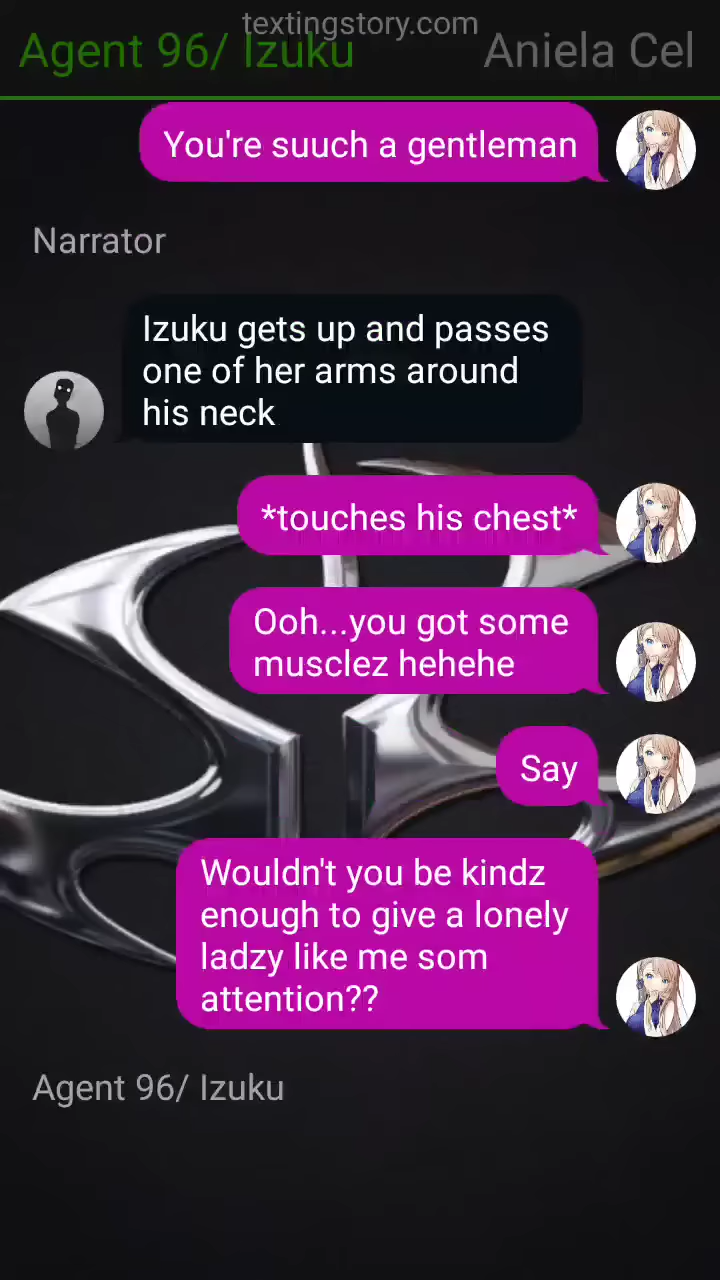 textingstory.com
Agent 96/ Izuku
Aniela Cel
You're suuch a gentleman
Narrator
Izuku gets up and passes
one of her arms around
his neck
*touches his chest*
Ooh...you got some
musclez hehehe
Say
Wouldn't you be kindz
enough to give a lonely
ladzy like me som
attention??
Agent 96/ Izuku